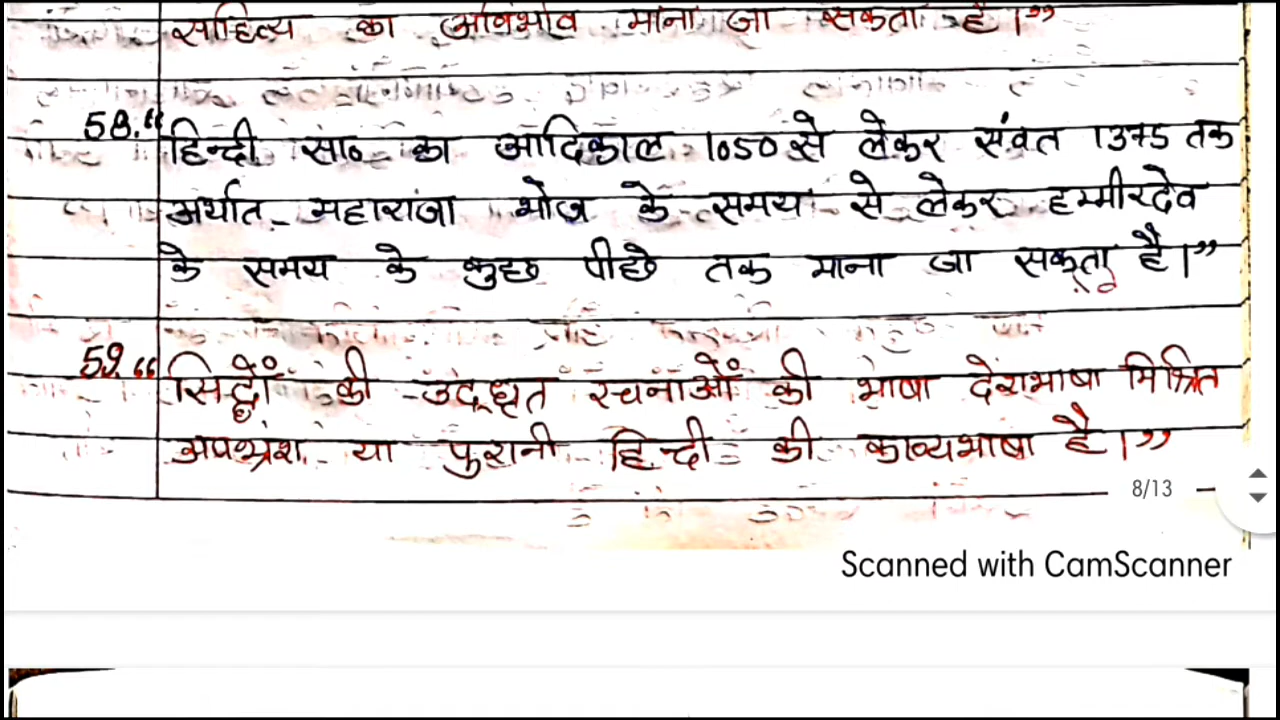 साहित्य का आविर्भाव माना जा सकता है।”
58.“ हिन्दी सा० का आदिकाल 1050 से लेकर संवत 1375 तक
अर्थात महाराजा भोज के समय से लेकर हम्मीरदेव
के समय के कुछ पीछे तक माना जा सकता है।”
59.“ सिद्धों की उद्धृत रचनाओं की भाषा देशभाषा मिश्रित
अपभ्रंश या पुरानी हिन्दी की काव्यभाषा है।”
8/13
Scanned with CamScanner